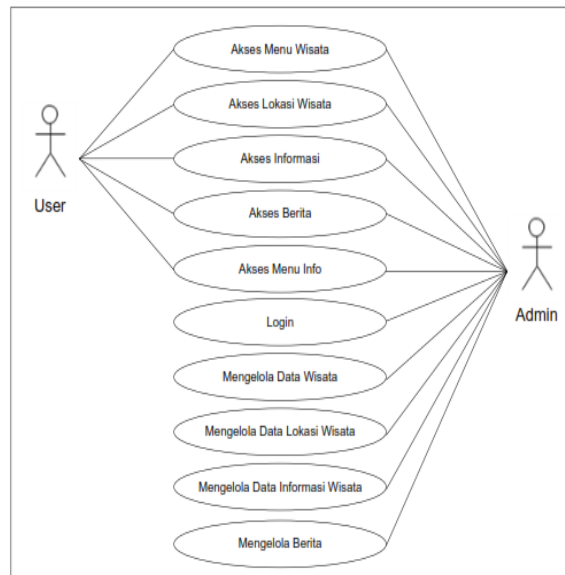 Akses Menu Wisata
Akses Lokasi Wisata
Akses Informasi
User
Akses Berita
Akses Menu Info
Admin
Login
Mengelola Data Wisata
Mengelola Data Lokasi Wisata
Mengelola Data Informasi Wisata
Mengelola Berita